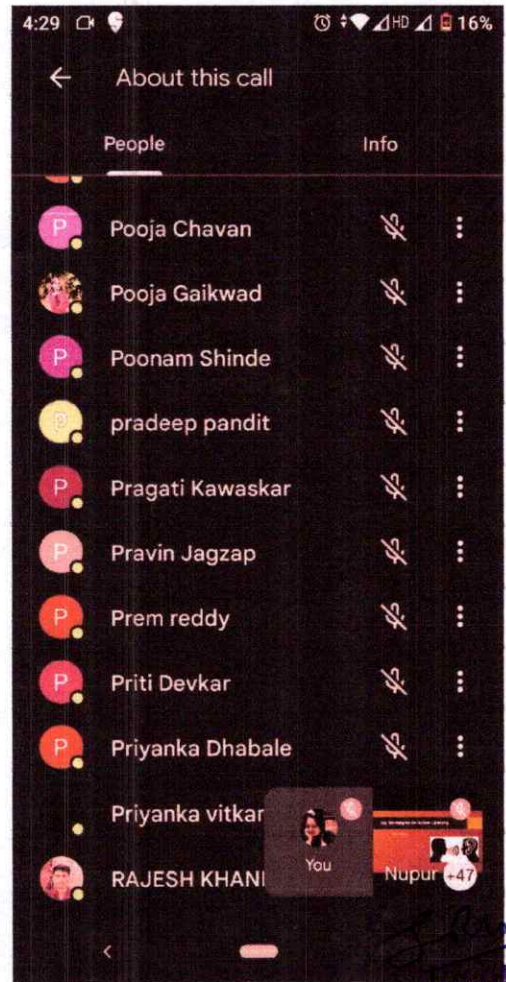 4:29 HD 16%
About this call
People Info
P Pooja Chavan
Pooja Gaikwad
P Poonam Shinde
p pradeep pandit
P Pragati Kawaskar
P Pravin Jagzap
P Prem reddy
P Priti Devkar
P Priyanka Dhabale
Priyanka vitkar
RAJESH KHAN
You Nupur +47